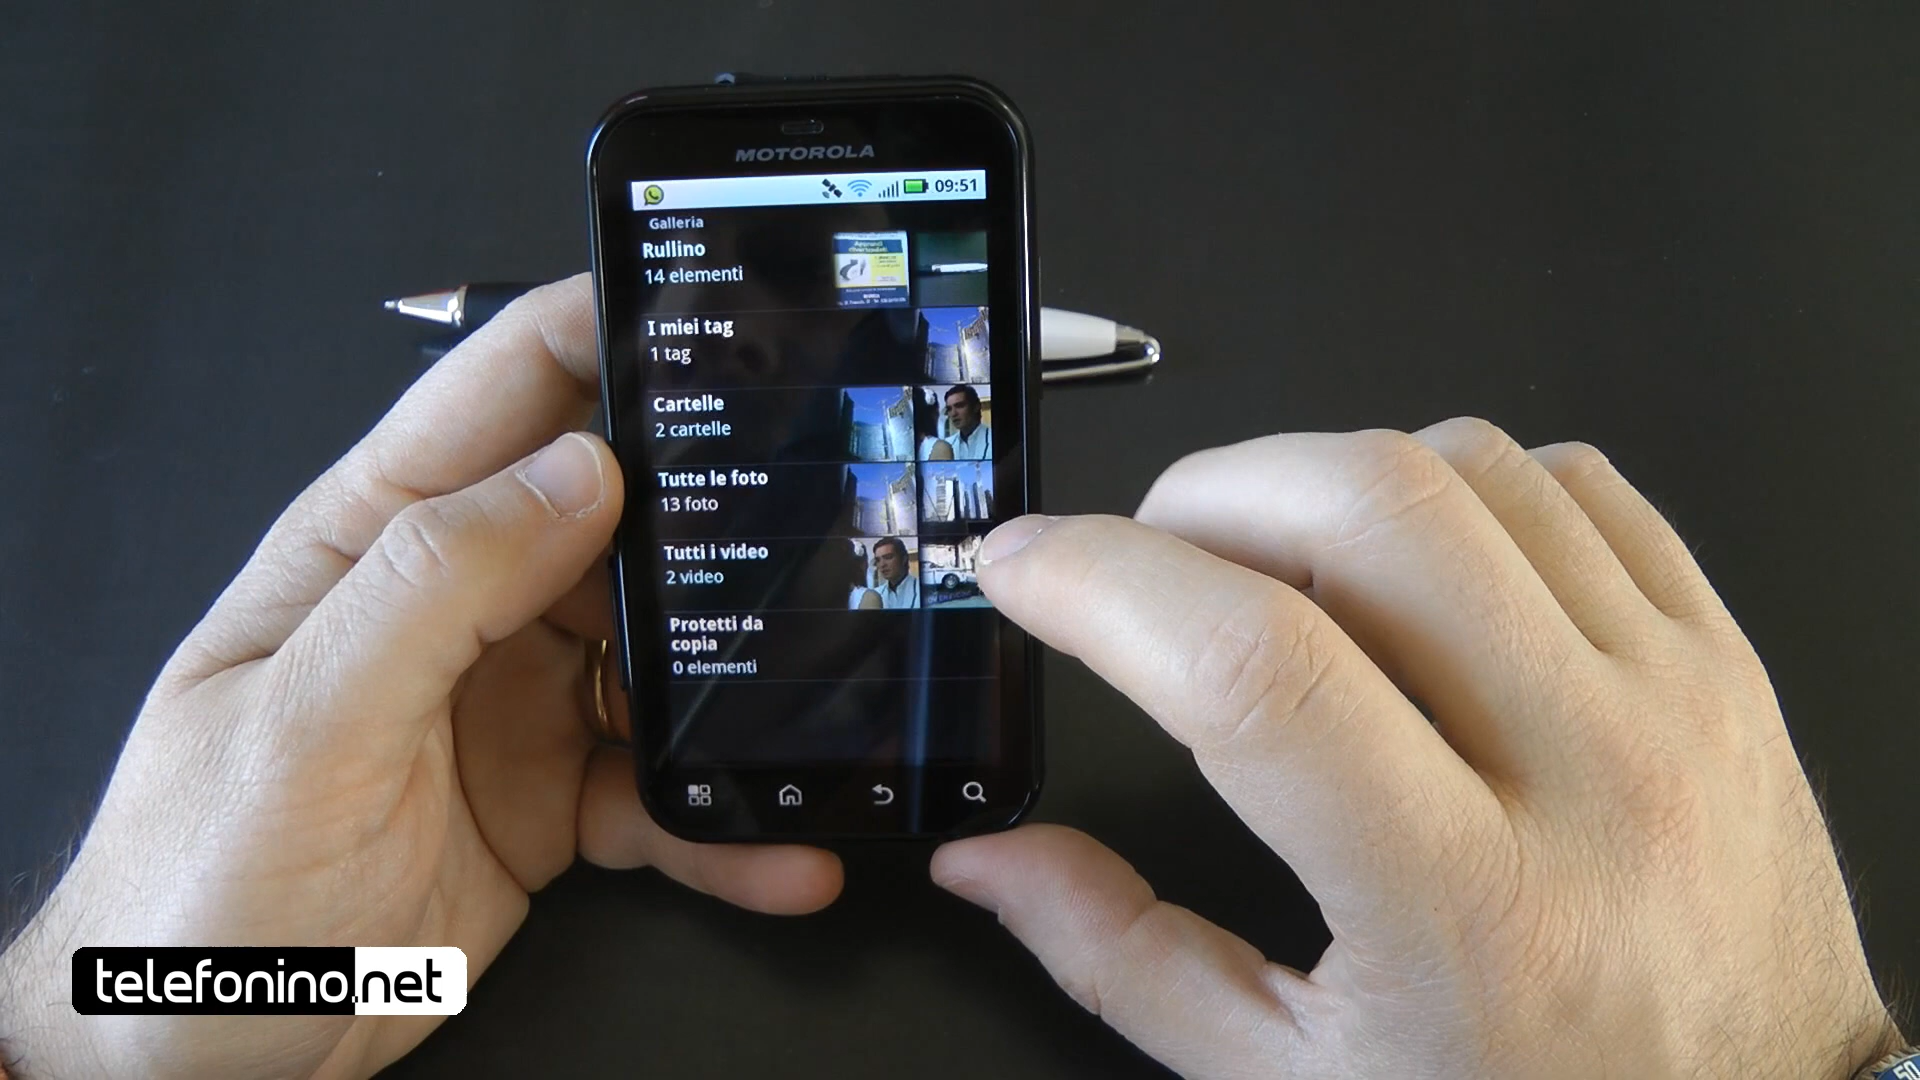 MOTOROLA
09:51
Galleria
Rullino
14 elementi
I miei tag
1 tag
Cartelle
2 cartelle
Tutte le foto
13 foto
Tutti i video
2 video
Protetti da
copia
0 elementi
telefonino.net
50